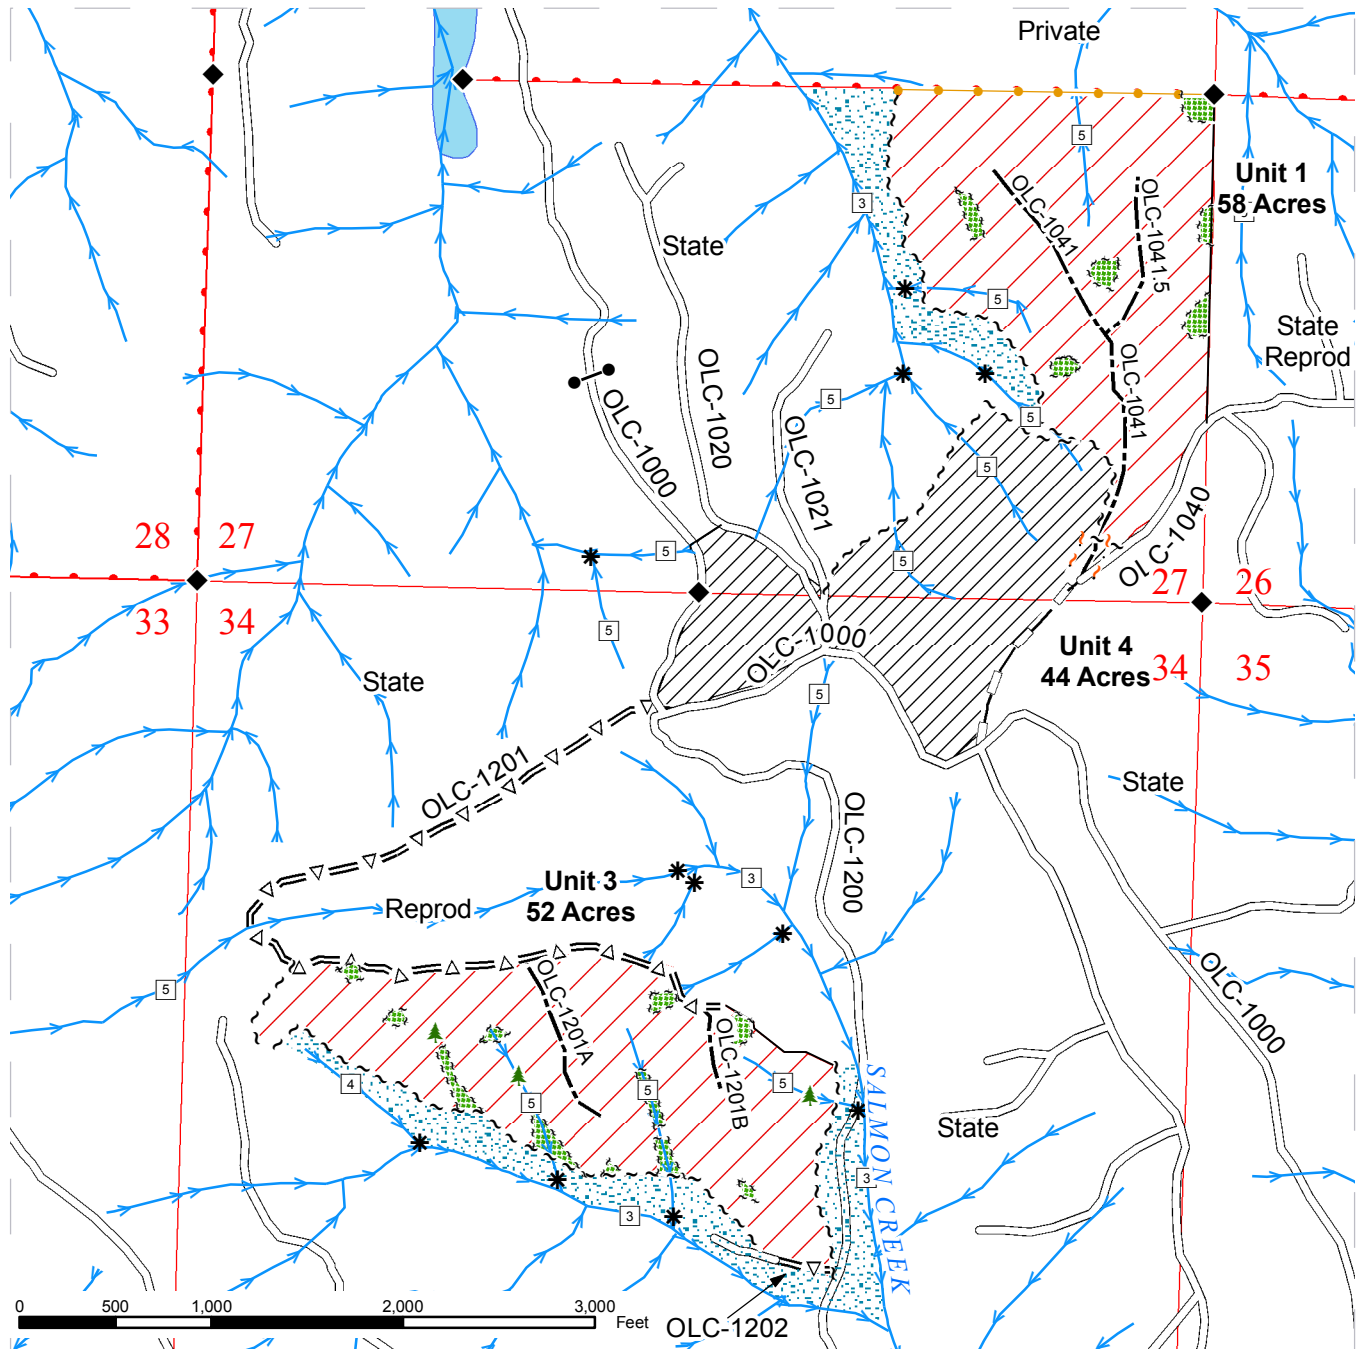 Private
5
Unit 1
58 Acres
3
OLC-1041
OLC-1041.5
State
5
State
Reprod
OLC-1020
OLC-1000
OLC-1041
5
5
OLC-1021
5
OLC-1040
28
27
5
5
27
26
33
34
5
OLC-1000
Unit 4
44 Acres
34
35
State
5
OLC-1201
State
OLC-1200
Unit 3
52 Acres
3
Reprod
OLC-1000
5
OLC-1201A
OLC-1201B
4
5
5
5
SALMON CREEK
State
3
3
0
500
1,000
2,000
3,000
Feet
OLC-1202